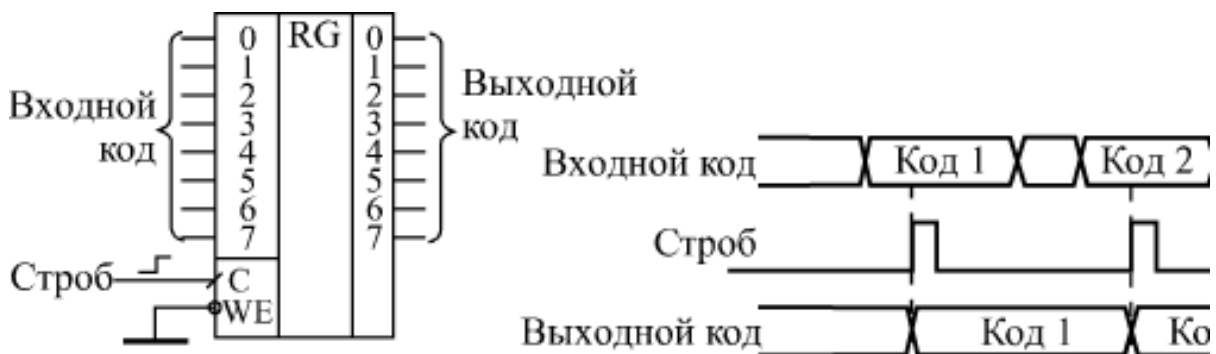 0 RG 0
1 1
2 2
3 3
4 4
5 5
6 6
7 7
Входной
код
Выходной
код
Строб
C
WE
Входной код Код 1 Код 2
Строб
Выходной код Код 1 Ко